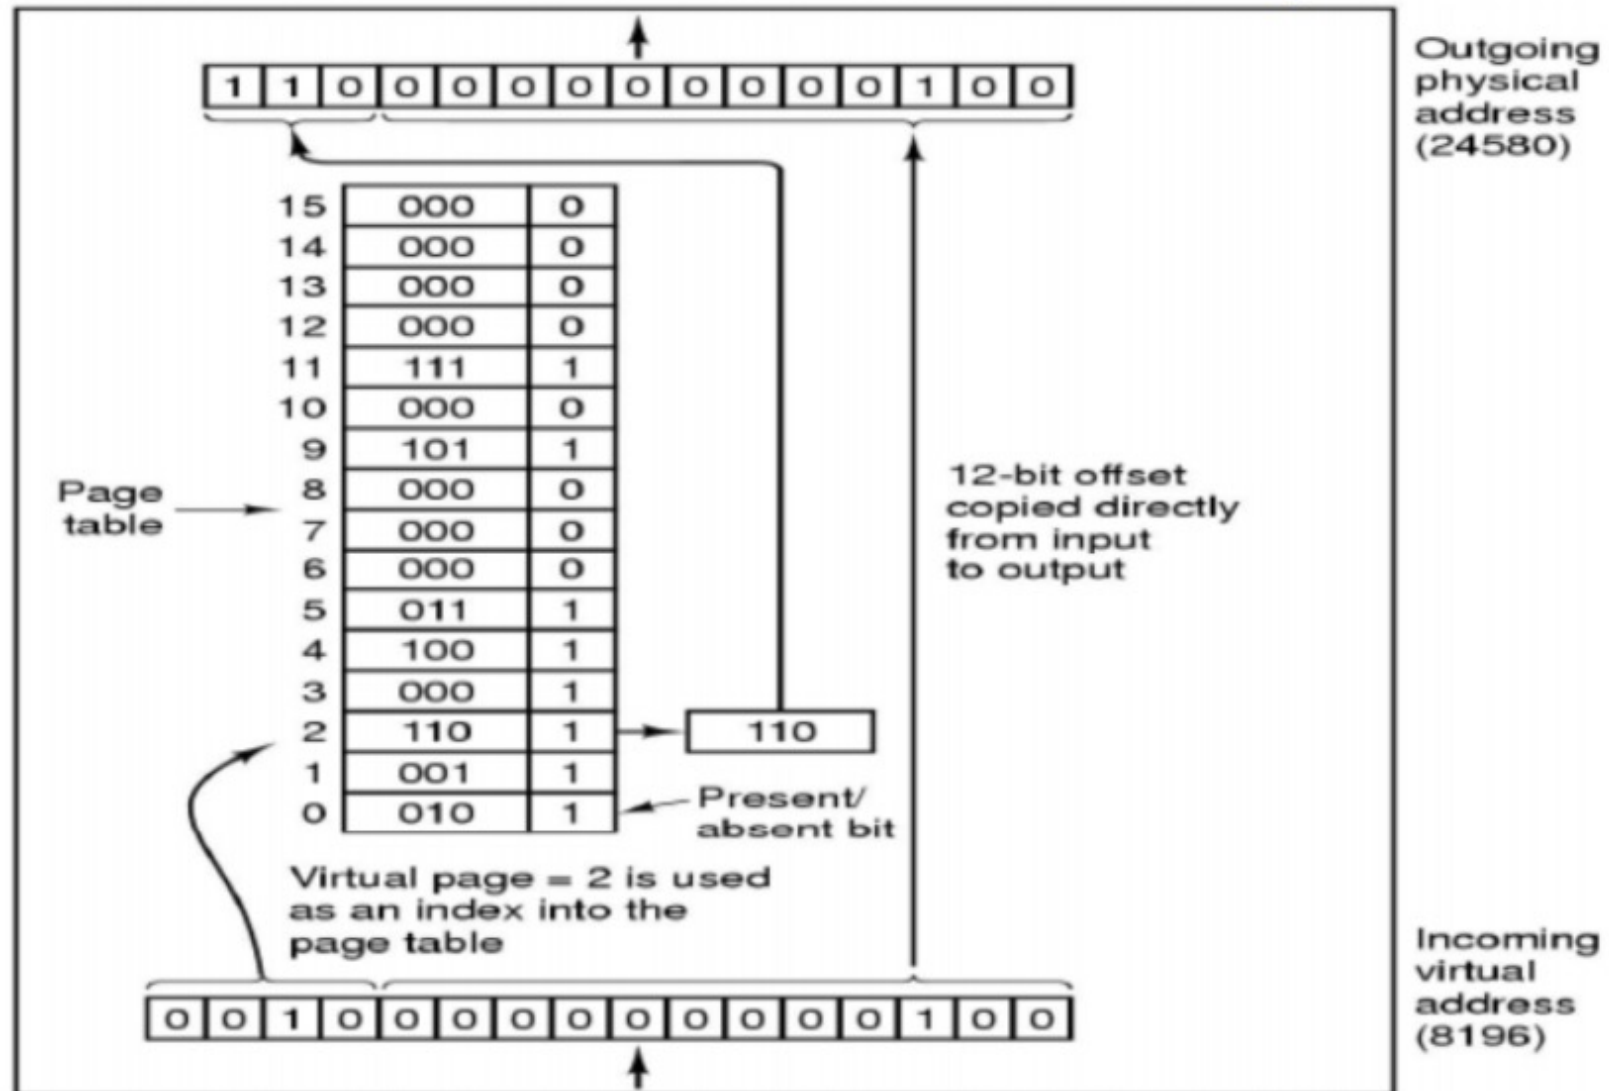 Outgoing
physical
address
(24580)
1 1 0 0 0 0 0 0 0 0 0 0 1 0 0
15 000 0
14 000 0
13 000 0
12 000 0
11 111 1
10 000 0
9 101 1
8 000 0
7 000 0
6 000 0
5 011 1
4 100 1
3 000 1
2 110 1
1 001 1
0 010 1
Page
table
110
12-bit offset
copied directly
from input
to output
Present/
absent bit
Virtual page = 2 is used
as an index into the
page table
0 0 1 0 0 0 0 0 0 0 0 0 0 1 0 0
Incoming
virtual
address
(8196)